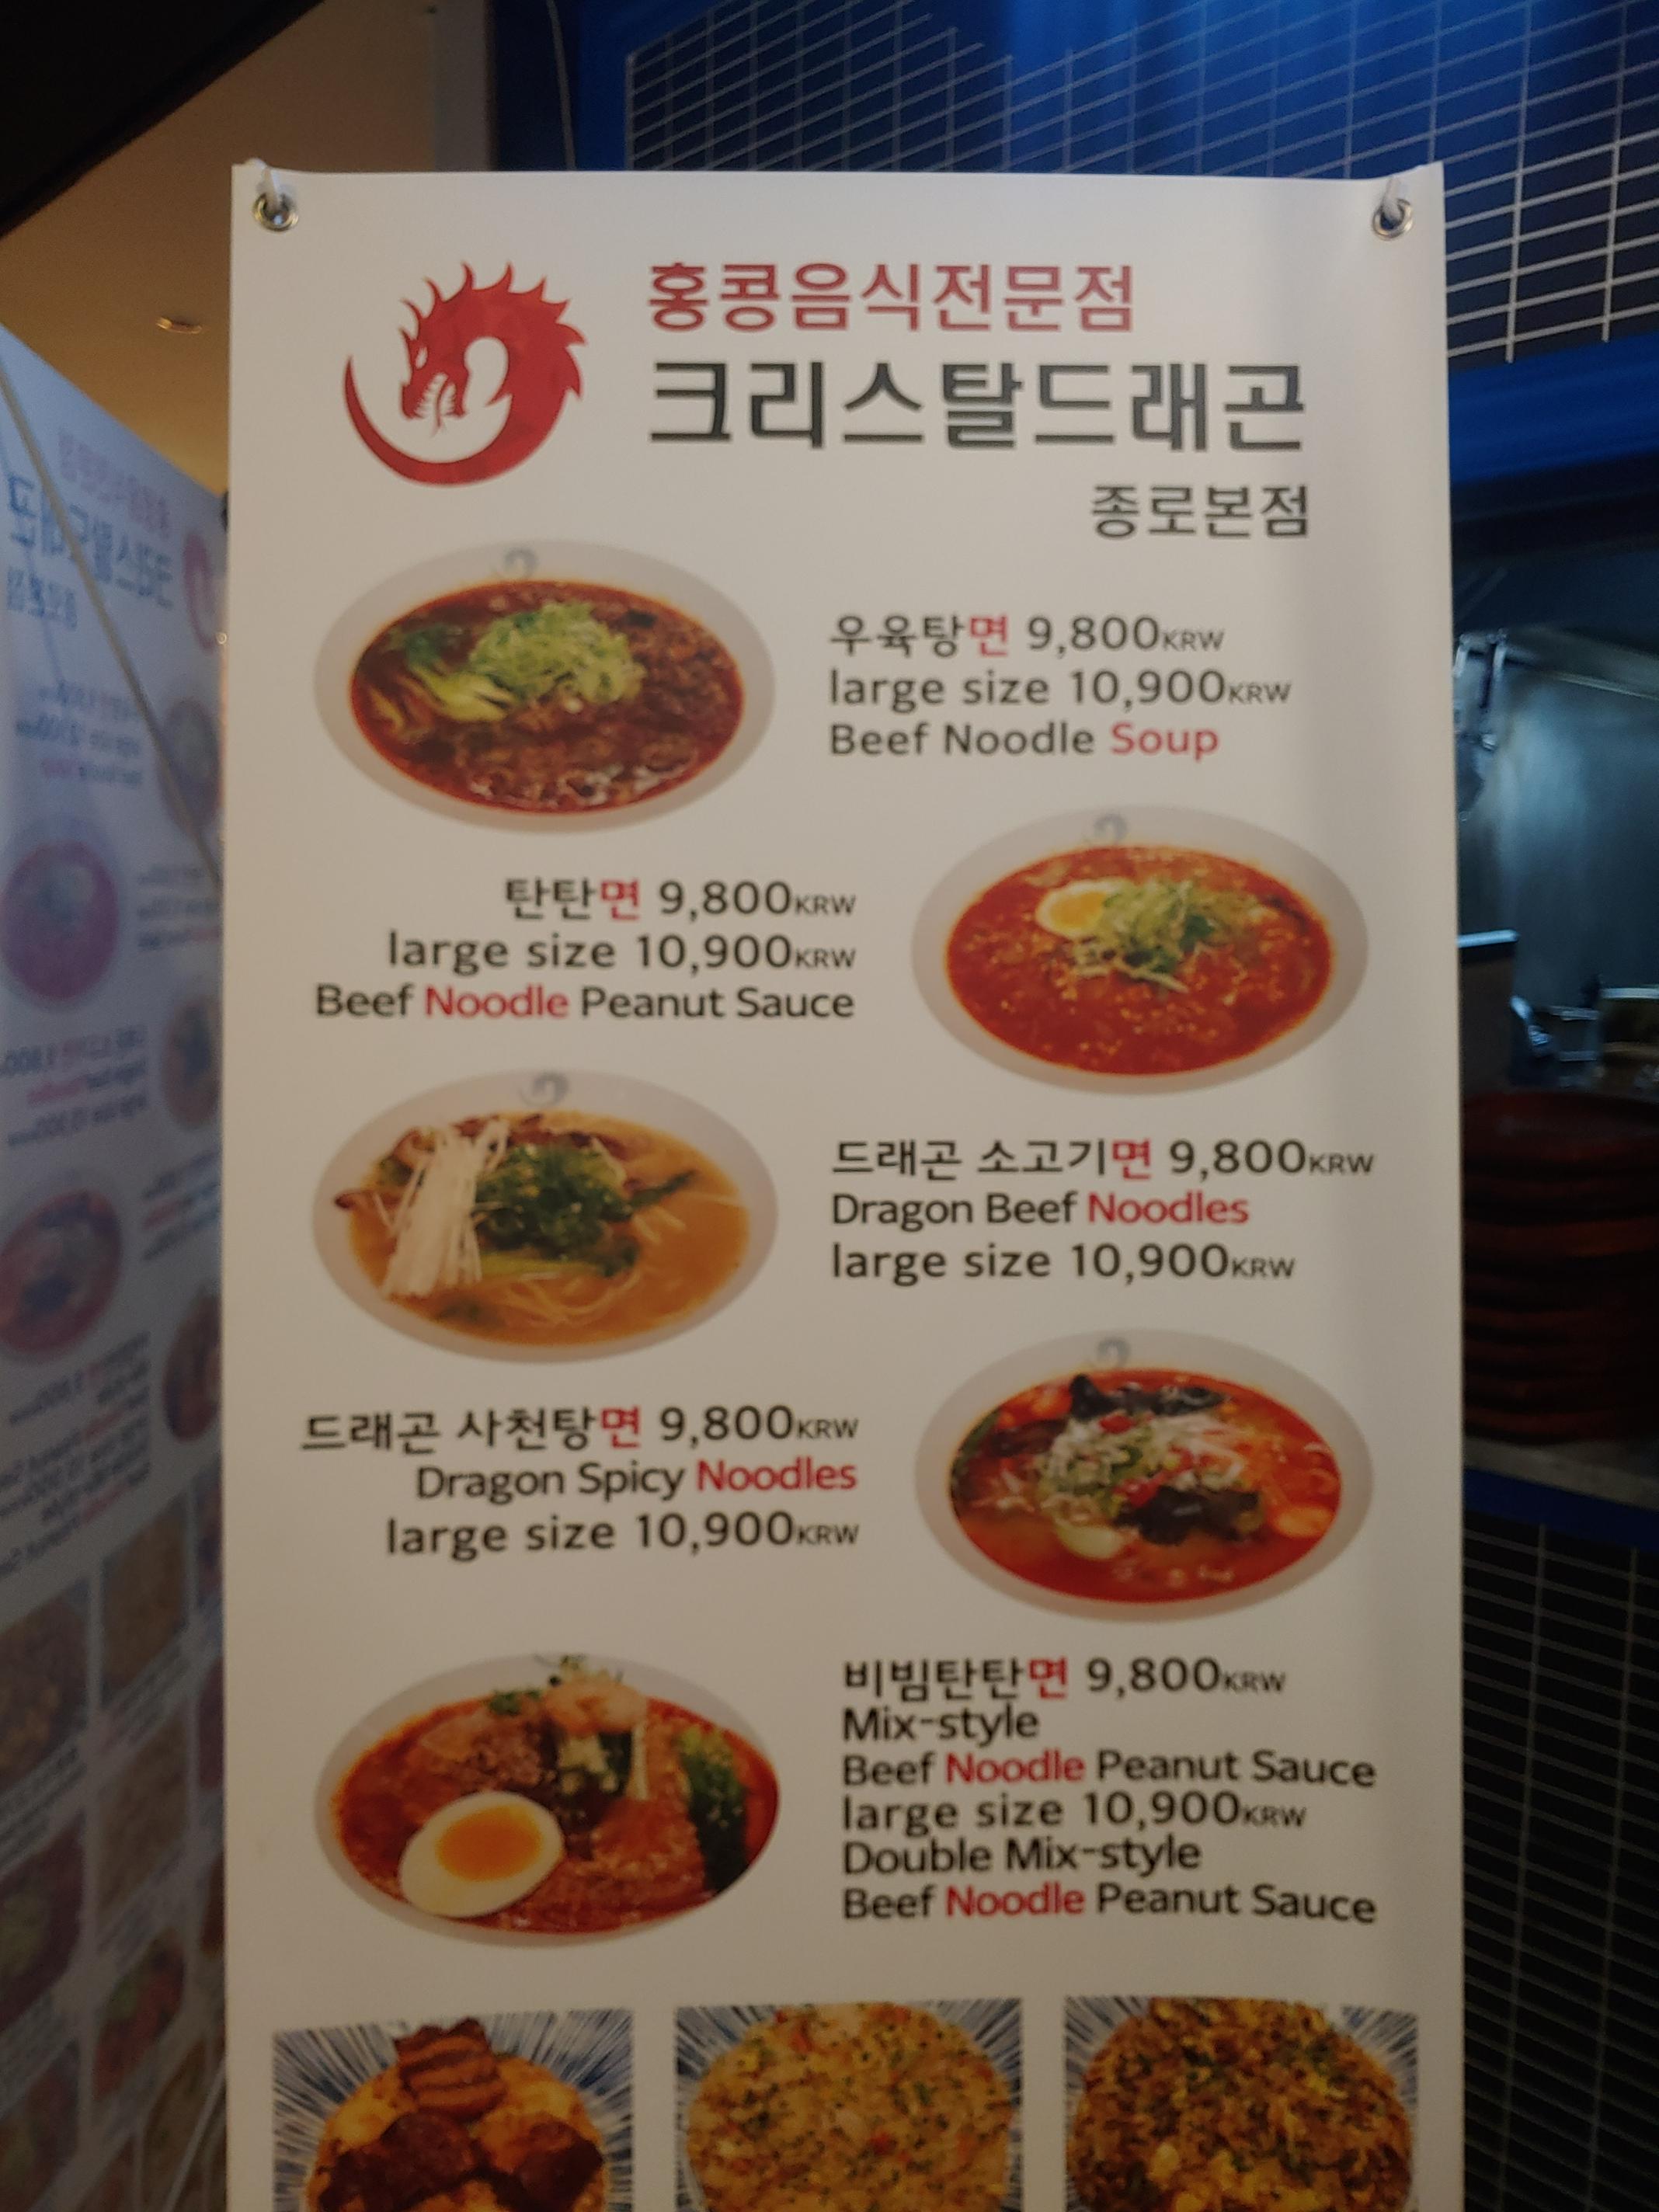 홍콩음식전문점
크리스탈드래곤
종로본점
우육탕면 9,800KRW
large size 10,900KRW
Beef Noodle Soup
탄탄면 9,800KRW
large size 10,900KRW
Beef Noodle Peanut Sauce
드래곤 소고기면 9,800KRW
Dragon Beef Noodles
large size 10,900KRW
드래곤 사천탕면 9,800KRW
Dragon Spicy Noodles
large size 10,900KRW
비빔탄탄면 9,800KRW
Mix-style
Beef Noodle Peanut Sauce
large size 10,900KRW
Double Mix-style
Beef Noodle Peanut Sauce